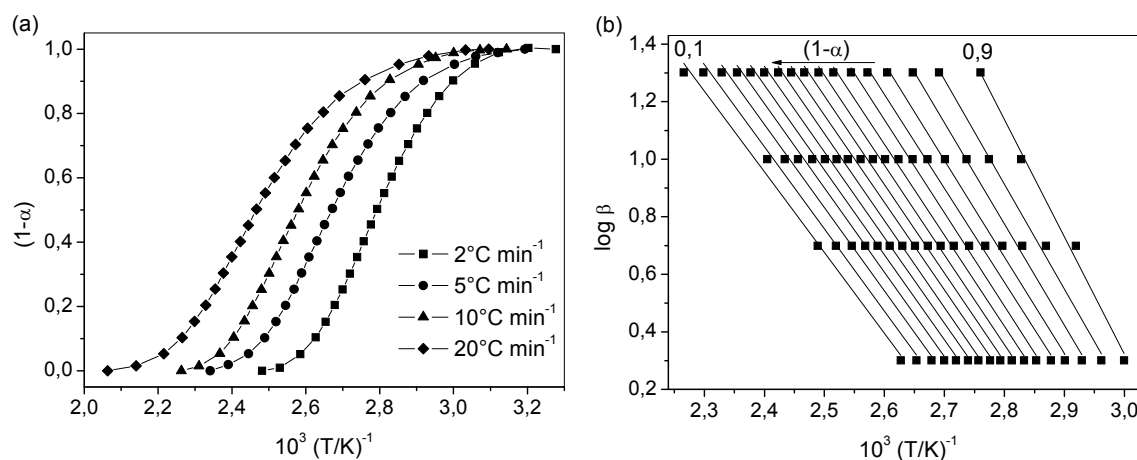 (a)
(1-α)
1,0
0,8
0,6
0,4
0,2
0,0
2°C min⁻¹
5°C min⁻¹
10°C min⁻¹
20°C min⁻¹
2,0 2,2 2,4 2,6 2,8 3,0 3,2
10³ (T/K)⁻¹
(b)
log β
1,4
1,2
1,0
0,8
0,6
0,4
0,2
0,1 (1-α) 0,9
2,3 2,4 2,5 2,6 2,7 2,8 2,9 3,0
10³ (T/K)⁻¹